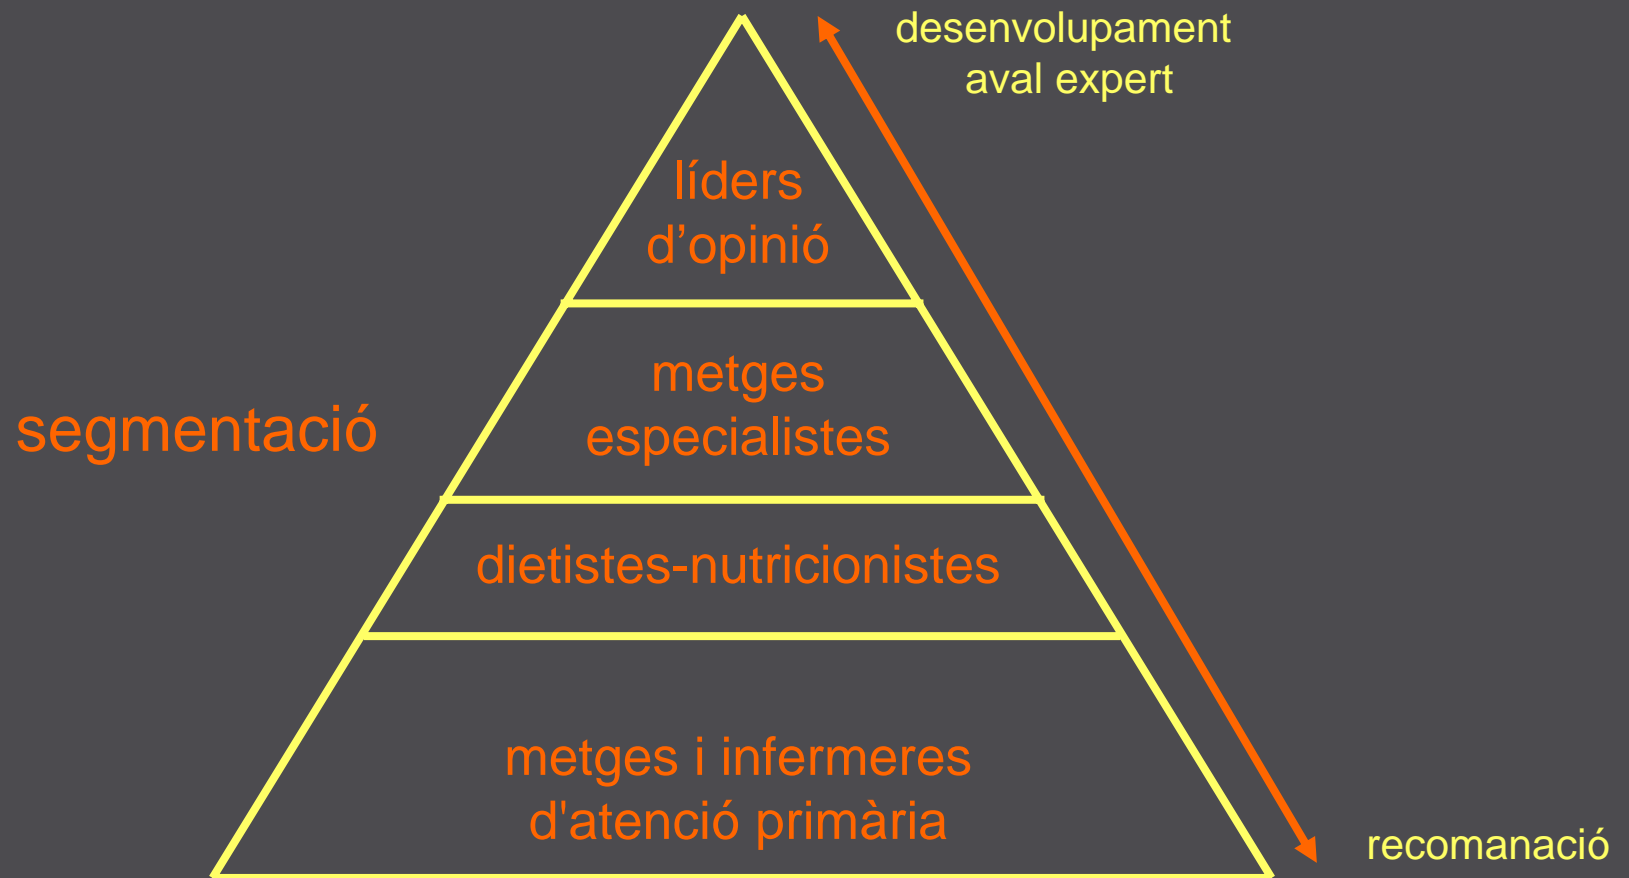 desenvolupament
aval expert
líders
d’opinió
metges
especialistes
segmentació
dietistes-nutricionistes
metges i infermeres
d'atenció primària
recomanació